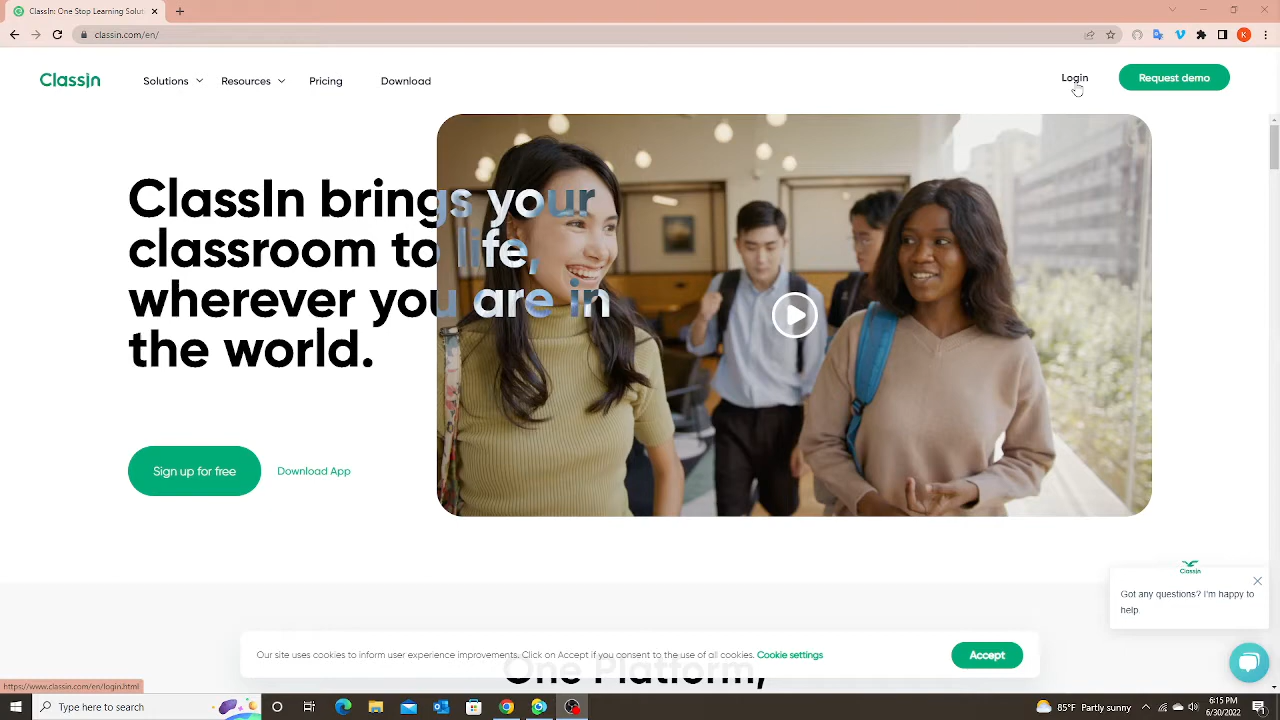 ClassIn: One Stop Learning Soluti
classin.com/en/
K
ClassIn
Solutions
Resources
Pricing
Download
Login
Request demo
ClassIn brings your
classroom to life,
wherever you are in
the world.
Sign up for free
Download App
ClassIn
Got any questions? I'm happy to
help.
Our site uses cookies to inform user experience improvements. Click on Accept if you consent to the use of all cookies. Cookie settings
Accept
One Platform,
https://www.classin.com/en/login.html
Type here to search
85°F Partly sunny
6:15 PM
6/30/2022